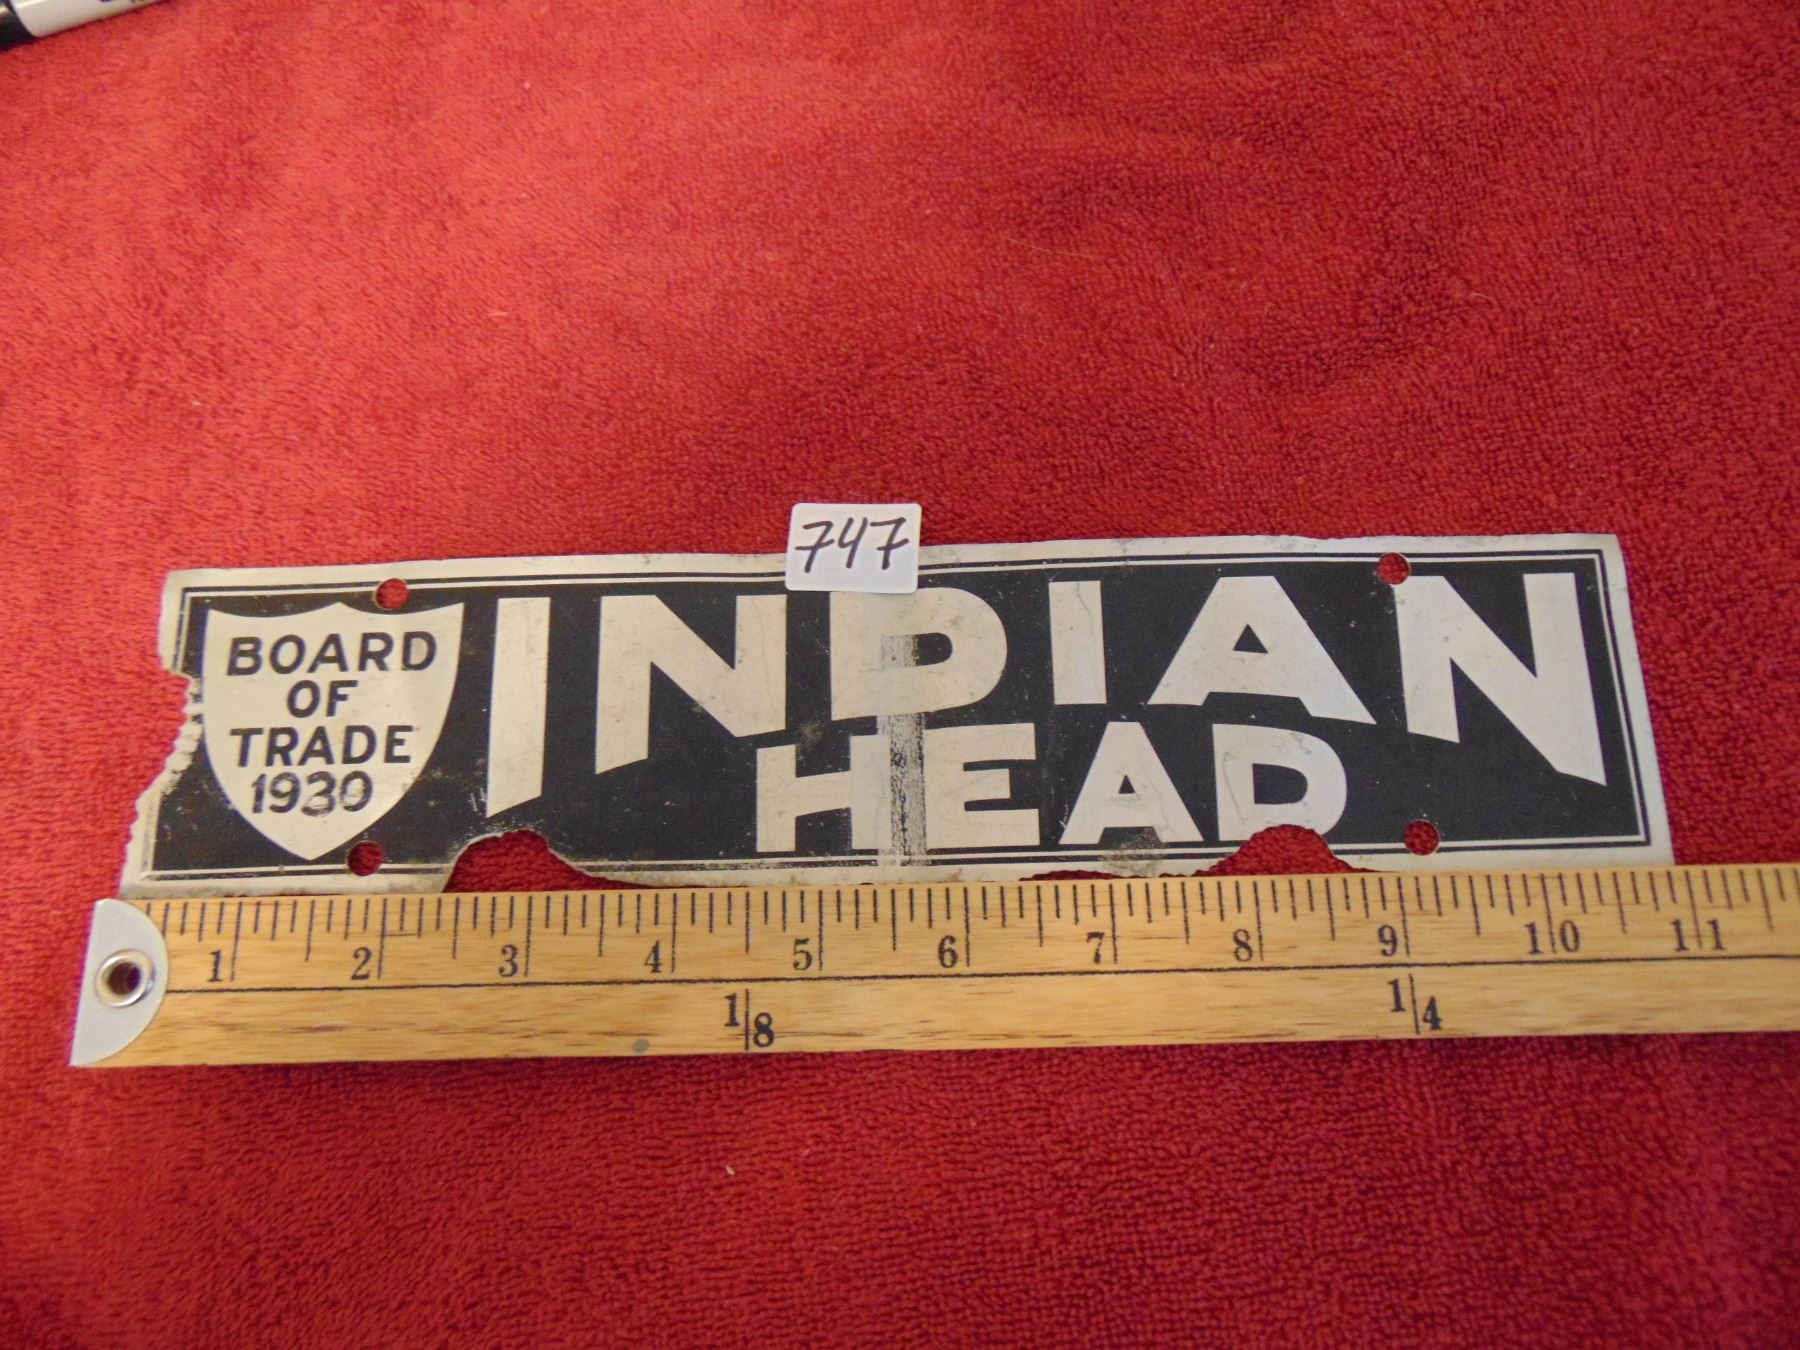 747
BOARD
OF
TRADE
1930
INDIAN
HEAD
1 2 3 4 5 6 7 8 9 10 11
1 8 1 4